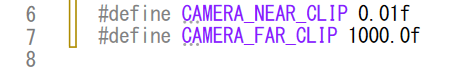 6 #define CAMERA_NEAR_CLIP 0.01f
7 #define CAMERA_FAR_CLIP 1000.0f
8